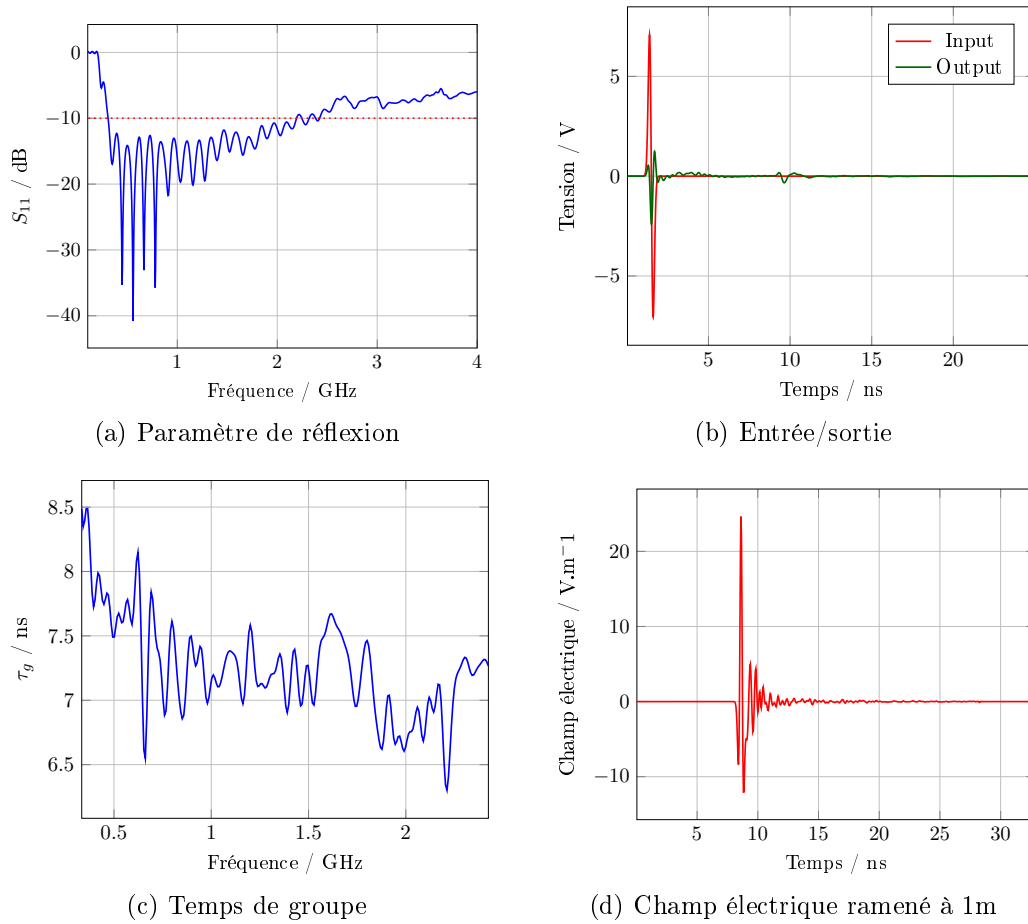 0
−10
−20
−30
−40
S11 / dB
1 2 3 4
Fréquence / GHz
(a) Paramètre de réflexion
Input
Output
5
0
−5
Tension / V
5 10 15 20
Temps / ns
(b) Entrée/sortie
8.5
8
7.5
7
6.5
τg / ns
0.5 1 1.5 2
Fréquence / GHz
(c) Temps de groupe
20
10
0
−10
Champ électrique / V.m−1
5 10 15 20 25 30
Temps / ns
(d) Champ électrique ramené à 1m